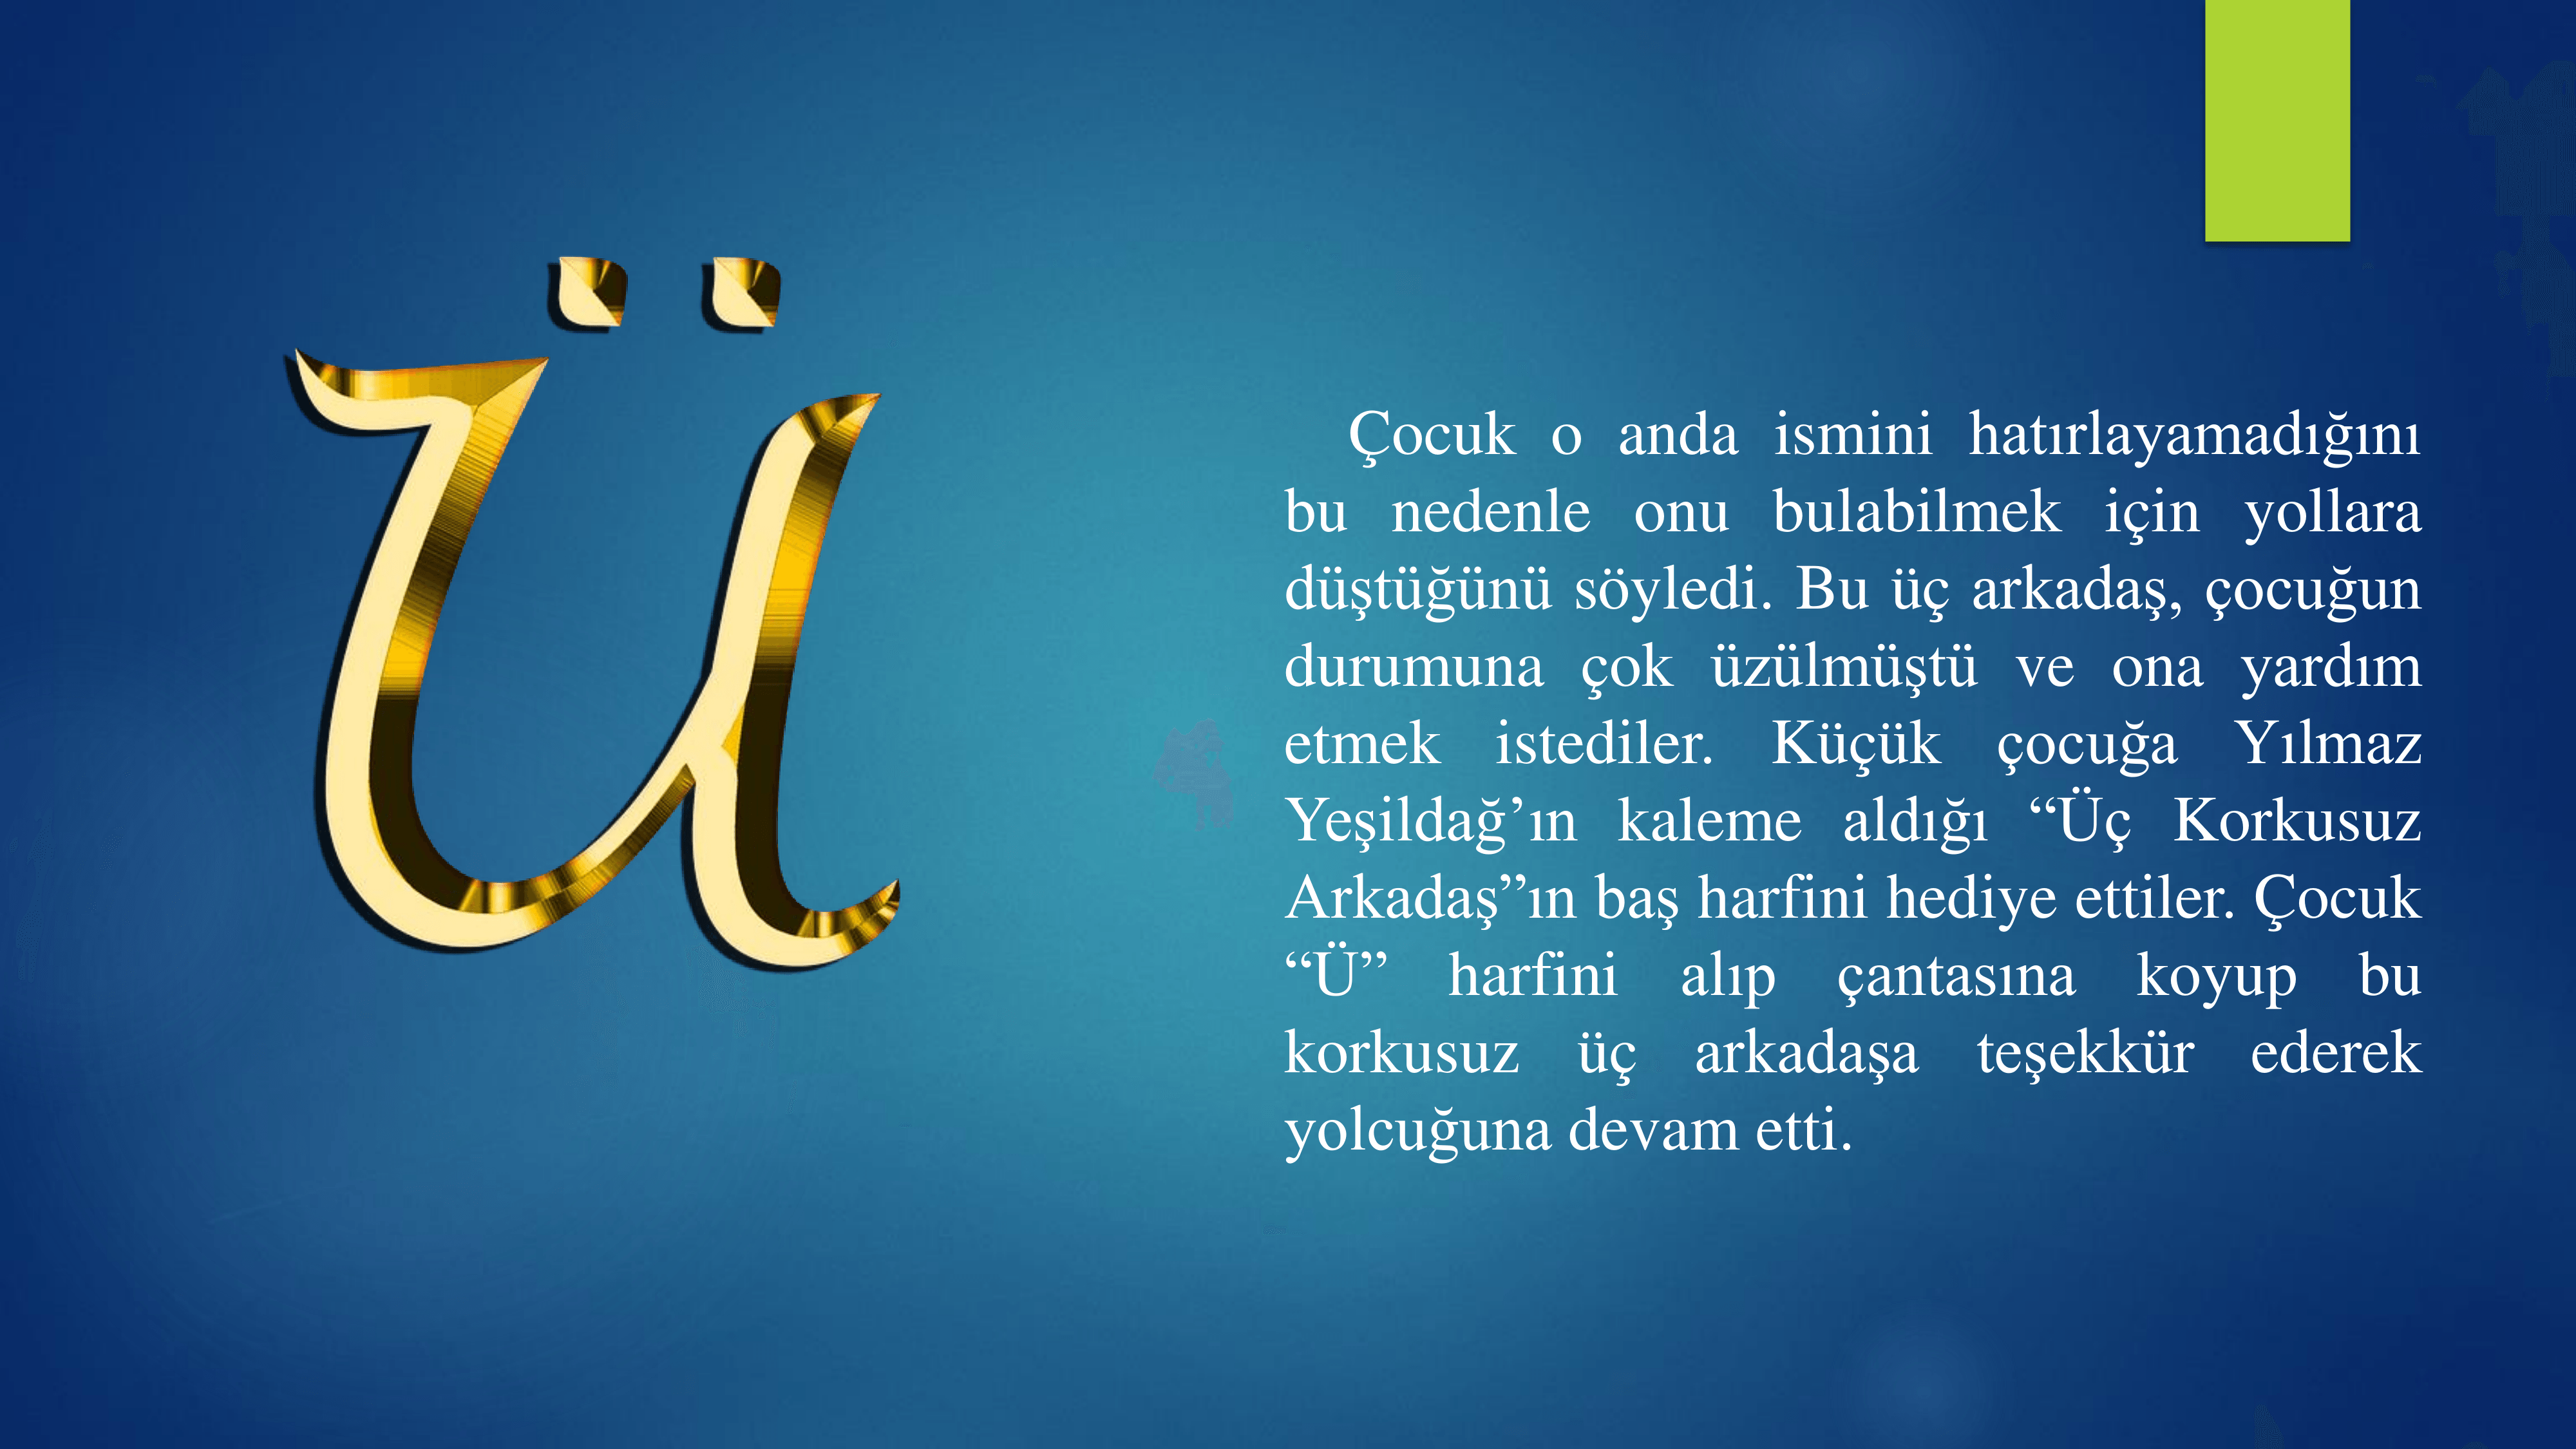 ü
Çocuk o anda ismini hatırlayamadığını
bu nedenle onu bulabilmek için yollara
düştüğünü söyledi. Bu üç arkadaş, çocuğun
durumuna çok üzülmüştü ve ona yardım
etmek istediler. Küçük çocuğa Yılmaz
Yeşildağ’ın kaleme aldığı “Üç Korkusuz
Arkadaş”ın baş harfini hediye ettiler. Çocuk
“Ü” harfini alıp çantasına koyup bu
korkusuz üç arkadaşa teşekkür ederek
yolcuğuna devam etti.